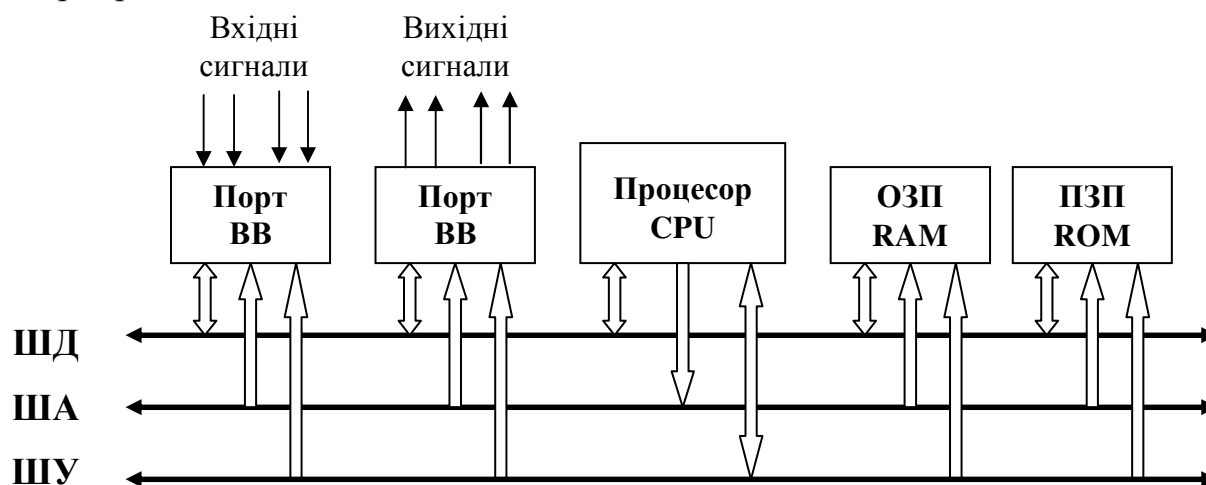 Вхідні
сигнали
Вихідні
сигнали
Порт
ВВ
Порт
ВВ
Процесор
CPU
ОЗП
RAM
ПЗП
ROM
ШД
ША
ШУ